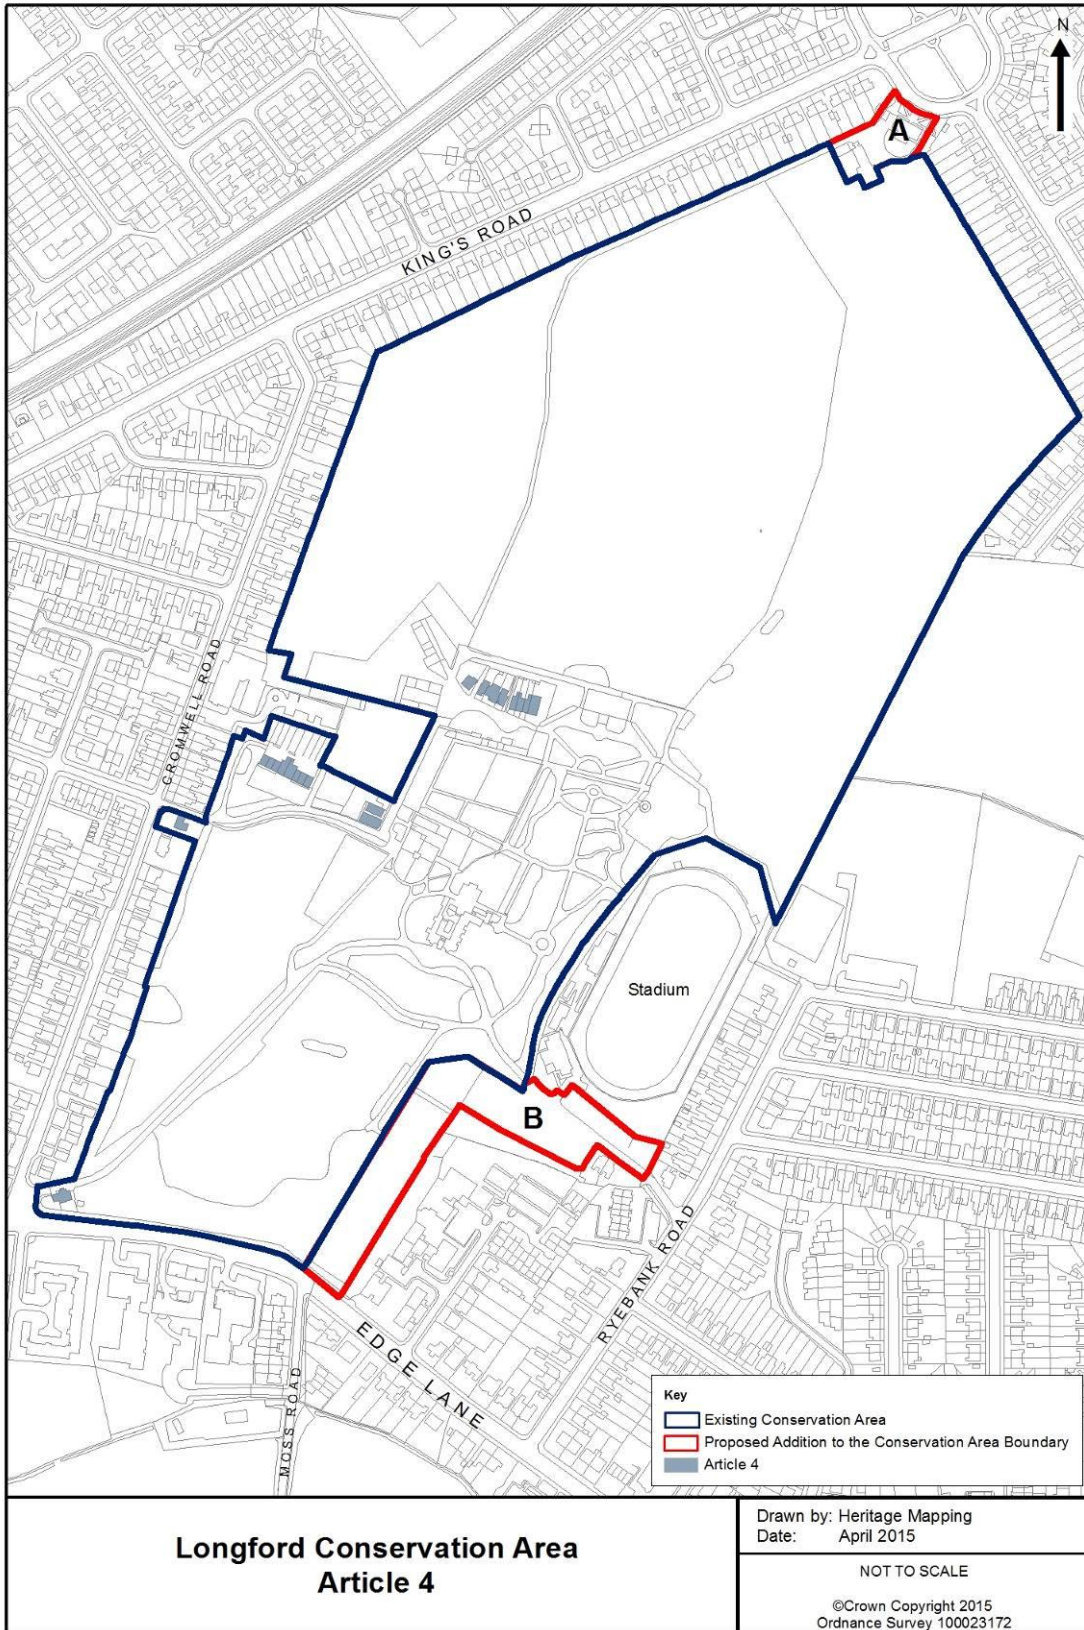 N
A
KING'S ROAD
CROMWELL ROAD
Stadium
B
RYEBANK ROAD
EDGE LANE
MOSS ROAD
Key
Existing Conservation Area
Proposed Addition to the Conservation Area Boundary
Article 4
Longford Conservation Area
Article 4
Drawn by: Heritage Mapping
Date: April 2015
NOT TO SCALE
©Crown Copyright 2015
Ordnance Survey 100023172